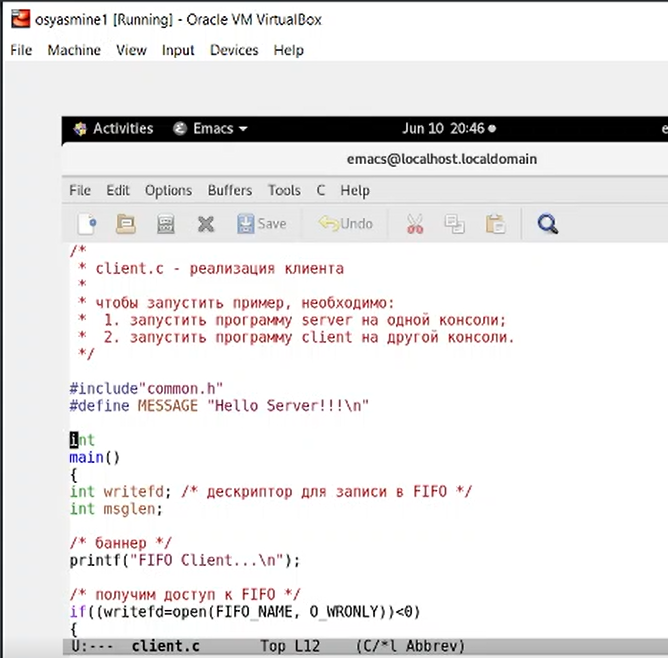 osyasmine1 [Running] - Oracle VM VirtualBox
File Machine View Input Devices Help
Activities Emacs Jun 10 20:46 e
emacs@localhost.localdomain
File Edit Options Buffers Tools C Help
Save Undo
/*
* client.c - реализация клиента
*
* чтобы запустить пример, необходимо:
* 1. запустить программу server на одной консоли;
* 2. запустить программу client на другой консоли.
*/
#include"common.h"
#define MESSAGE "Hello Server!!!\n"
int
main()
{
int writefd; /* дескриптор для записи в FIFO */
int msglen;
/* баннер */
printf("FIFO Client...\n");
/* получим доступ к FIFO */
if((writefd=open(FIFO_NAME, O_WRONLY))<0)
{
U:--- client.c Top L12 (C/*l Abbrev)